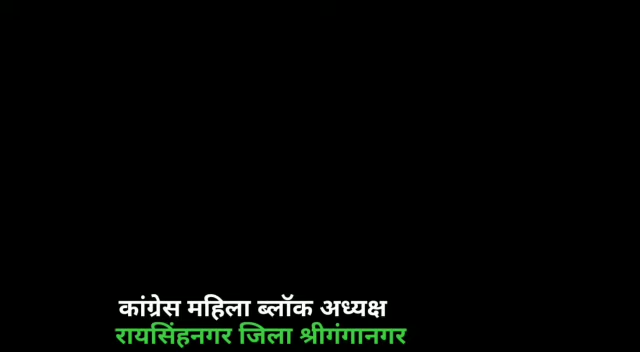 कांग्रेस महिला ब्लॉक अध्यक्ष
रायसिंहनगर जिला श्रीगंगानगर